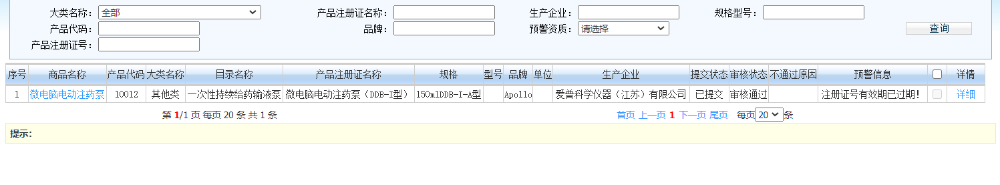 大类名称： 全部 产品注册证名称： 生产企业： 规格型号：
产品代码： 品牌： 预警资质： 请选择 查询
产品注册证号：
序号 商品名称 产品代码 大类名称 目录名称 产品注册证名称 规格 型号 品牌 单位 生产企业 提交状态 审核状态 不通过原因 预警信息 详情
1 微电脑电动注药泵 10012 其他类 一次性持续给药输液泵 微电脑电动注药泵（DDB-I型） 150mlDDB-I-A型 Apollo 爱普科学仪器（江苏）有限公司 已提交 审核通过 注册证号有效期已过期！ 详细
第 1/1 页 每页 20 条 共 1 条 首页 上一页 1 下一页 尾页 每页 20 条
提示：